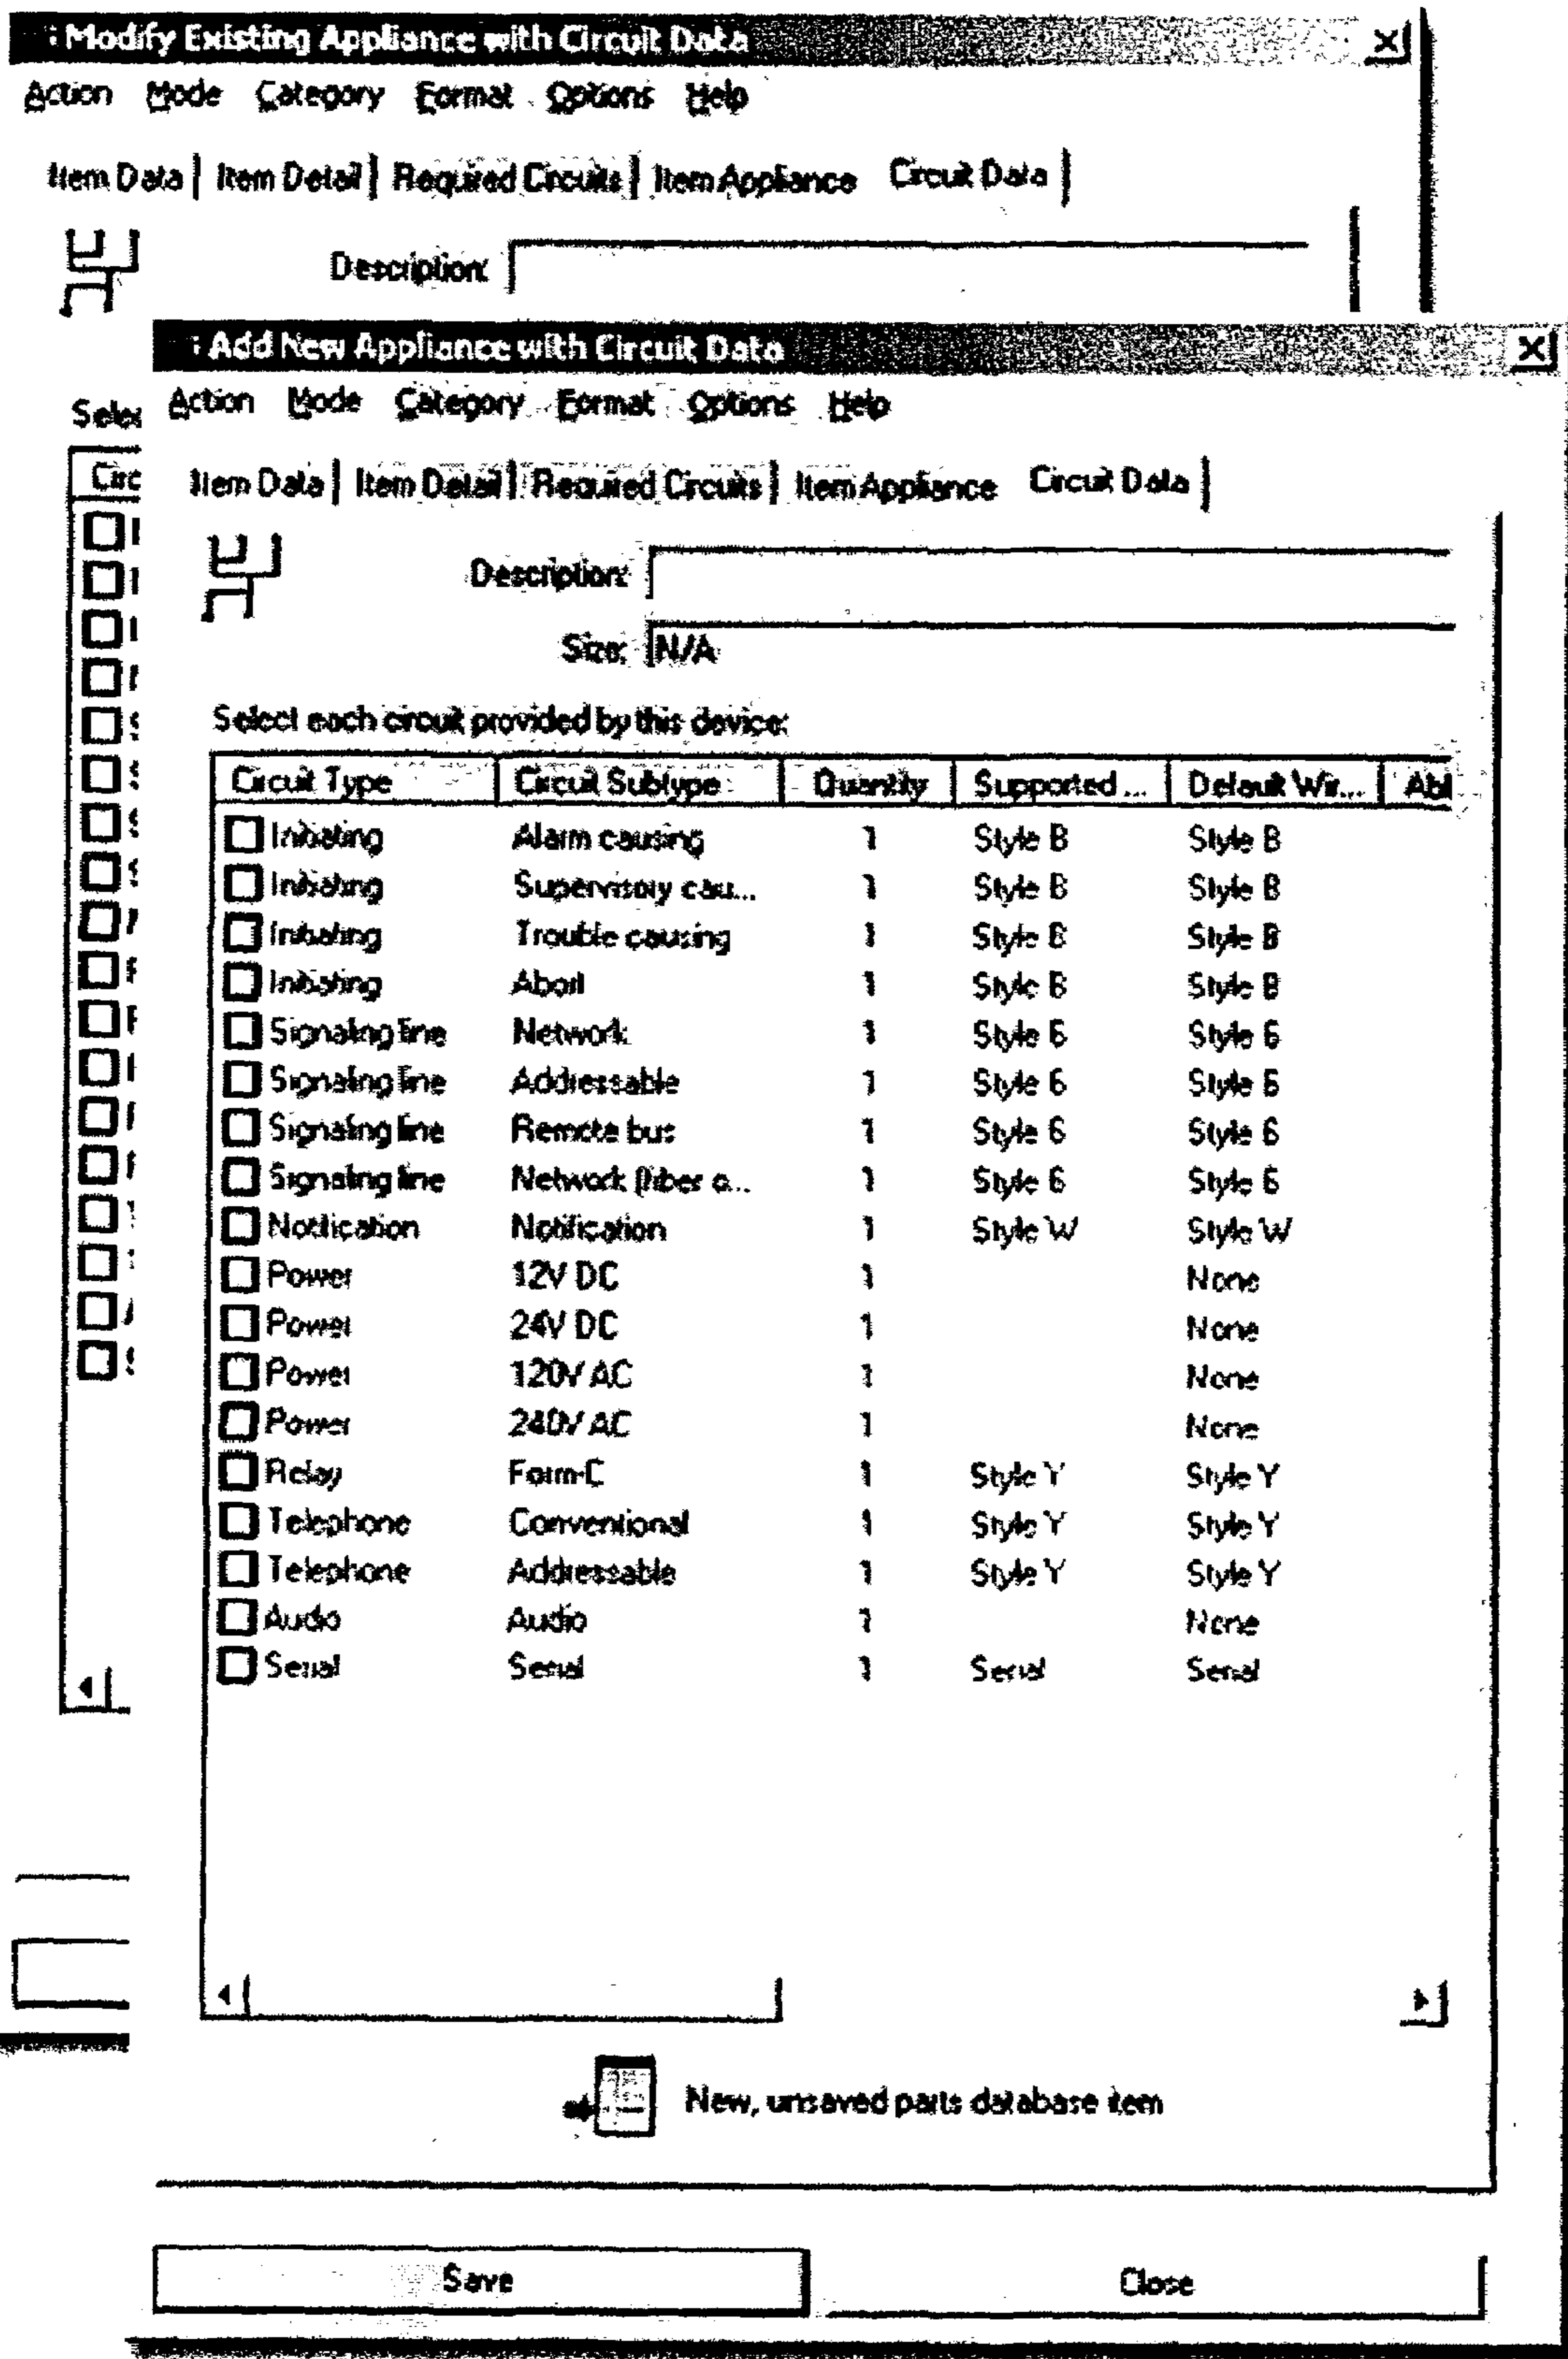 Modify Existing Appliance with Circuit Data
Action Mode Category Format Options Help
Item Data Item Detail Required Circuits Item Appliance Circuit Data
Description:
Add New Appliance with Circuit Data
Selec
Action Mode Category Format Options Help
Circ
Item Data Item Detail Required Circuits Item Appliance Circuit Data
Description:
Size: N/A
Select each circuit provided by this device:
Circuit Type Circuit Subtype Quantity Supported ... Default Wir... Abl
Initiating Alarm causing 1 Style B Style B
Initiating Supervisory cau... 1 Style B Style B
Initiating Trouble causing 1 Style B Style B
Initiating Abort 1 Style B Style B
Signaling line Network 1 Style 6 Style 6
Signaling line Addressable 1 Style 6 Style 6
Signaling line Remote bus 1 Style 6 Style 6
Signaling line Network (fiber o... 1 Style 6 Style 6
Notification Notification 1 Style W Style W
Power 12V DC 1 None
Power 24V DC 1 None
Power 120V AC 1 None
Power 240V AC 1 None
Relay Form-C 1 Style Y Style Y
Telephone Conventional 1 Style Y Style Y
Telephone Addressable 1 Style Y Style Y
Audio Audio 1 None
Serial Serial 1 Serial Serial
New, unsaved parts database item
Save Close